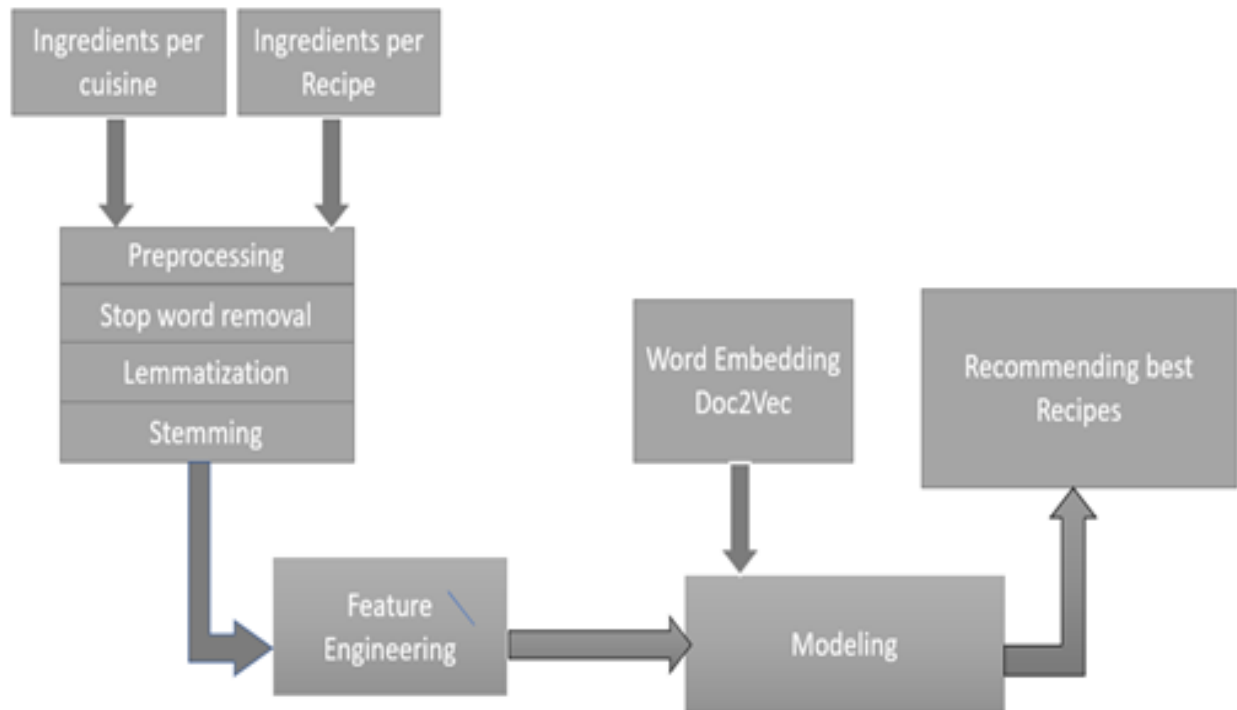 Ingredients per
cuisine
Ingredients per
Recipe
Preprocessing
Stop word removal
Lemmatization
Stemming
Word Embedding
Doc2Vec
Recommending best
Recipes
Feature
Engineering
Modeling